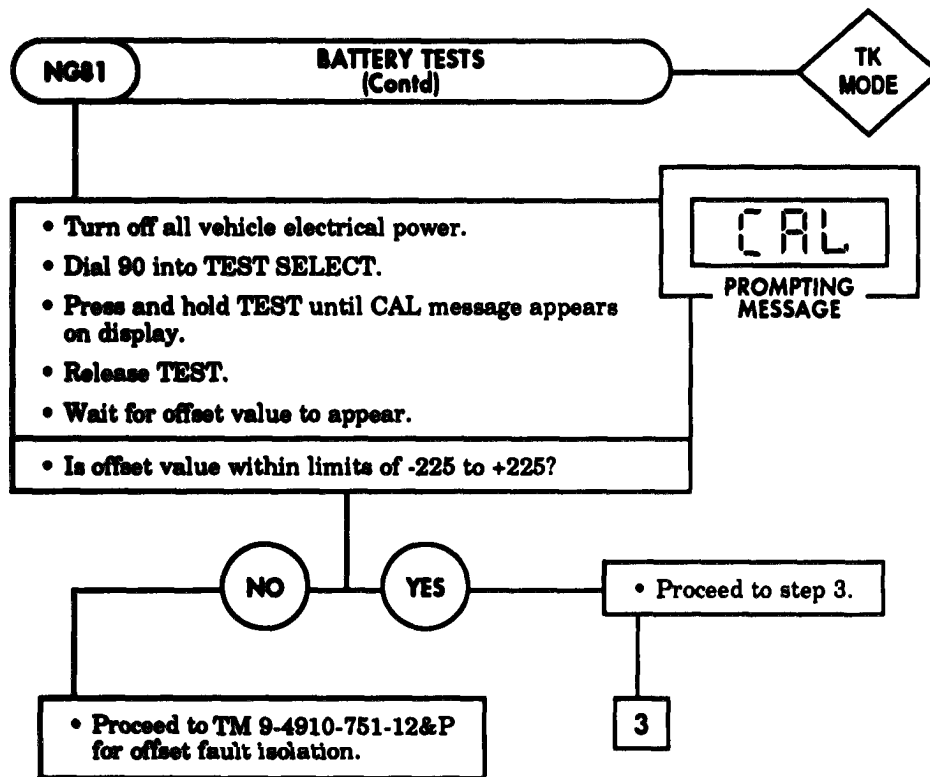 NG81
BATTERY TESTS
(Contd)
TK
MODE
• Turn off all vehicle electrical power.
• Dial 90 into TEST SELECT.
• Press and hold TEST until CAL message appears
on display.
• Release TEST.
• Wait for offset value to appear.
CAL
PROMPTING
MESSAGE
• Is offset value within limits of -225 to +225?
NO
YES
• Proceed to step 3.
• Proceed to TM 9-4910-751-12&P
for offset fault isolation.
3